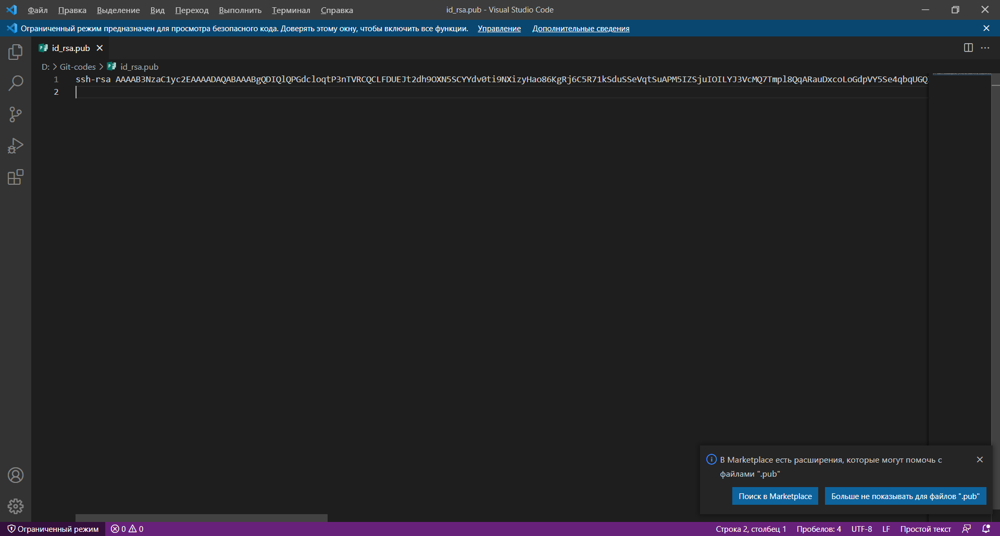 Файл Правка Выделение Вид Переход Выполнить Терминал Справка id_rsa.pub - Visual Studio Code
Ограниченный режим предназначен для просмотра безопасного кода. Доверять этому окну, чтобы включить все функции. Управление Дополнительные сведения
id_rsa.pub
D: > Git-codes > id_rsa.pub
1 ssh-rsa AAAAB3NzaC1yc2EAAAADAQABAAABgQDIQlQPGdcloqtP3nTVRCQCLFDUEJt2dh9OXN5SCYYdv0ti9NXizyHao86KgRj6C5R71kSduSSeVqtSuAPM5IZSjuIOILYJ3VcMQ7Tmpl8QqARauDxcoLoGdpVY5Se4qbqUGQ
2
В Marketplace есть расширения, которые могут помочь с
файлами ".pub"
Поиск в Marketplace Больше не показывать для файлов ".pub"
Ограниченный режим 0 0 Строка 2, столбец 1 Пробелов: 4 UTF-8 LF Простой текст